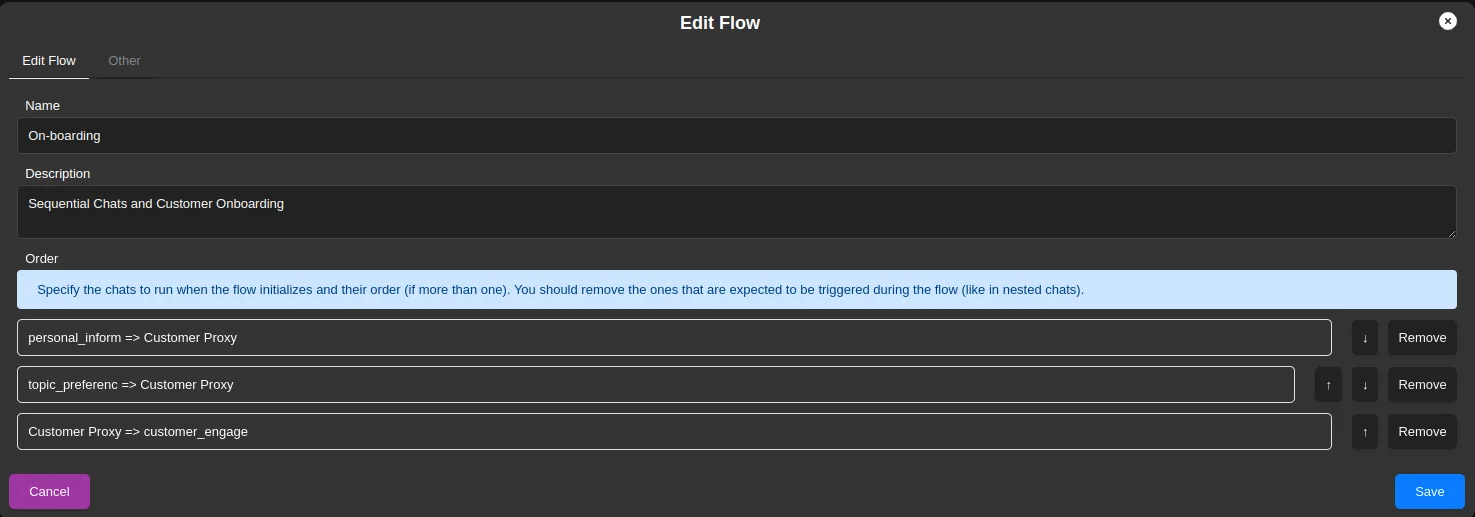 Edit Flow
Edit Flow
Other
Name
On-boarding
Description
Sequential Chats and Customer Onboarding
Order
Specify the chats to run when the flow initializes and their order (if more than one). You should remove the ones that are expected to be triggered during the flow (like in nested chats).
personal_inform => Customer Proxy ↓ Remove
topic_preferenc => Customer Proxy ↑ ↓ Remove
Customer Proxy => customer_engage ↑ Remove
Cancel
Save